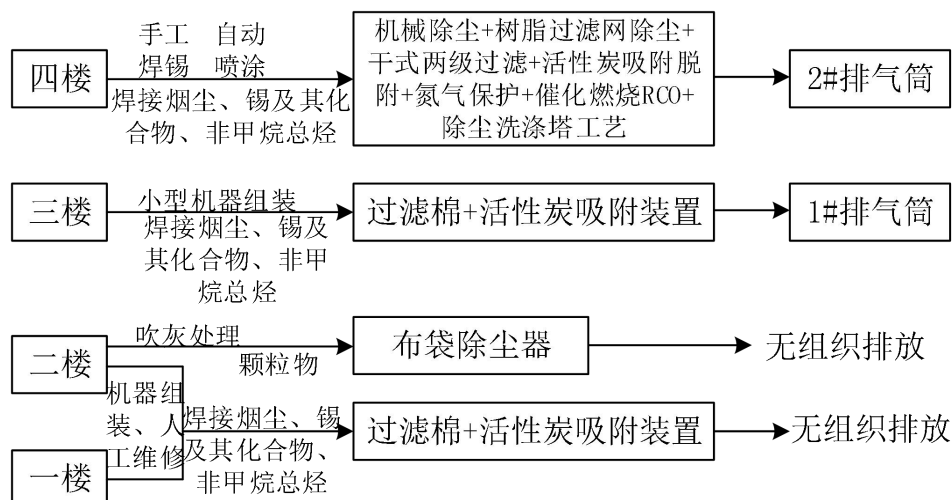 四楼
手工 自动
焊锡 喷涂
焊接烟尘、锡及其化
合物、非甲烷总烃
机械除尘+树脂过滤网除尘+
干式两级过滤+活性炭吸附脱
附+氮气保护+催化燃烧RCO+
除尘洗涤塔工艺
2#排气筒
三楼
小型机器组装
焊接烟尘、锡及
其化合物、非甲
烷总烃
过滤棉+活性炭吸附装置
1#排气筒
二楼
吹灰处理
颗粒物
布袋除尘器
无组织排放
机器组
装、人
工维修
一楼
焊接烟尘、锡
及其化合物、
非甲烷总烃
过滤棉+活性炭吸附装置
无组织排放